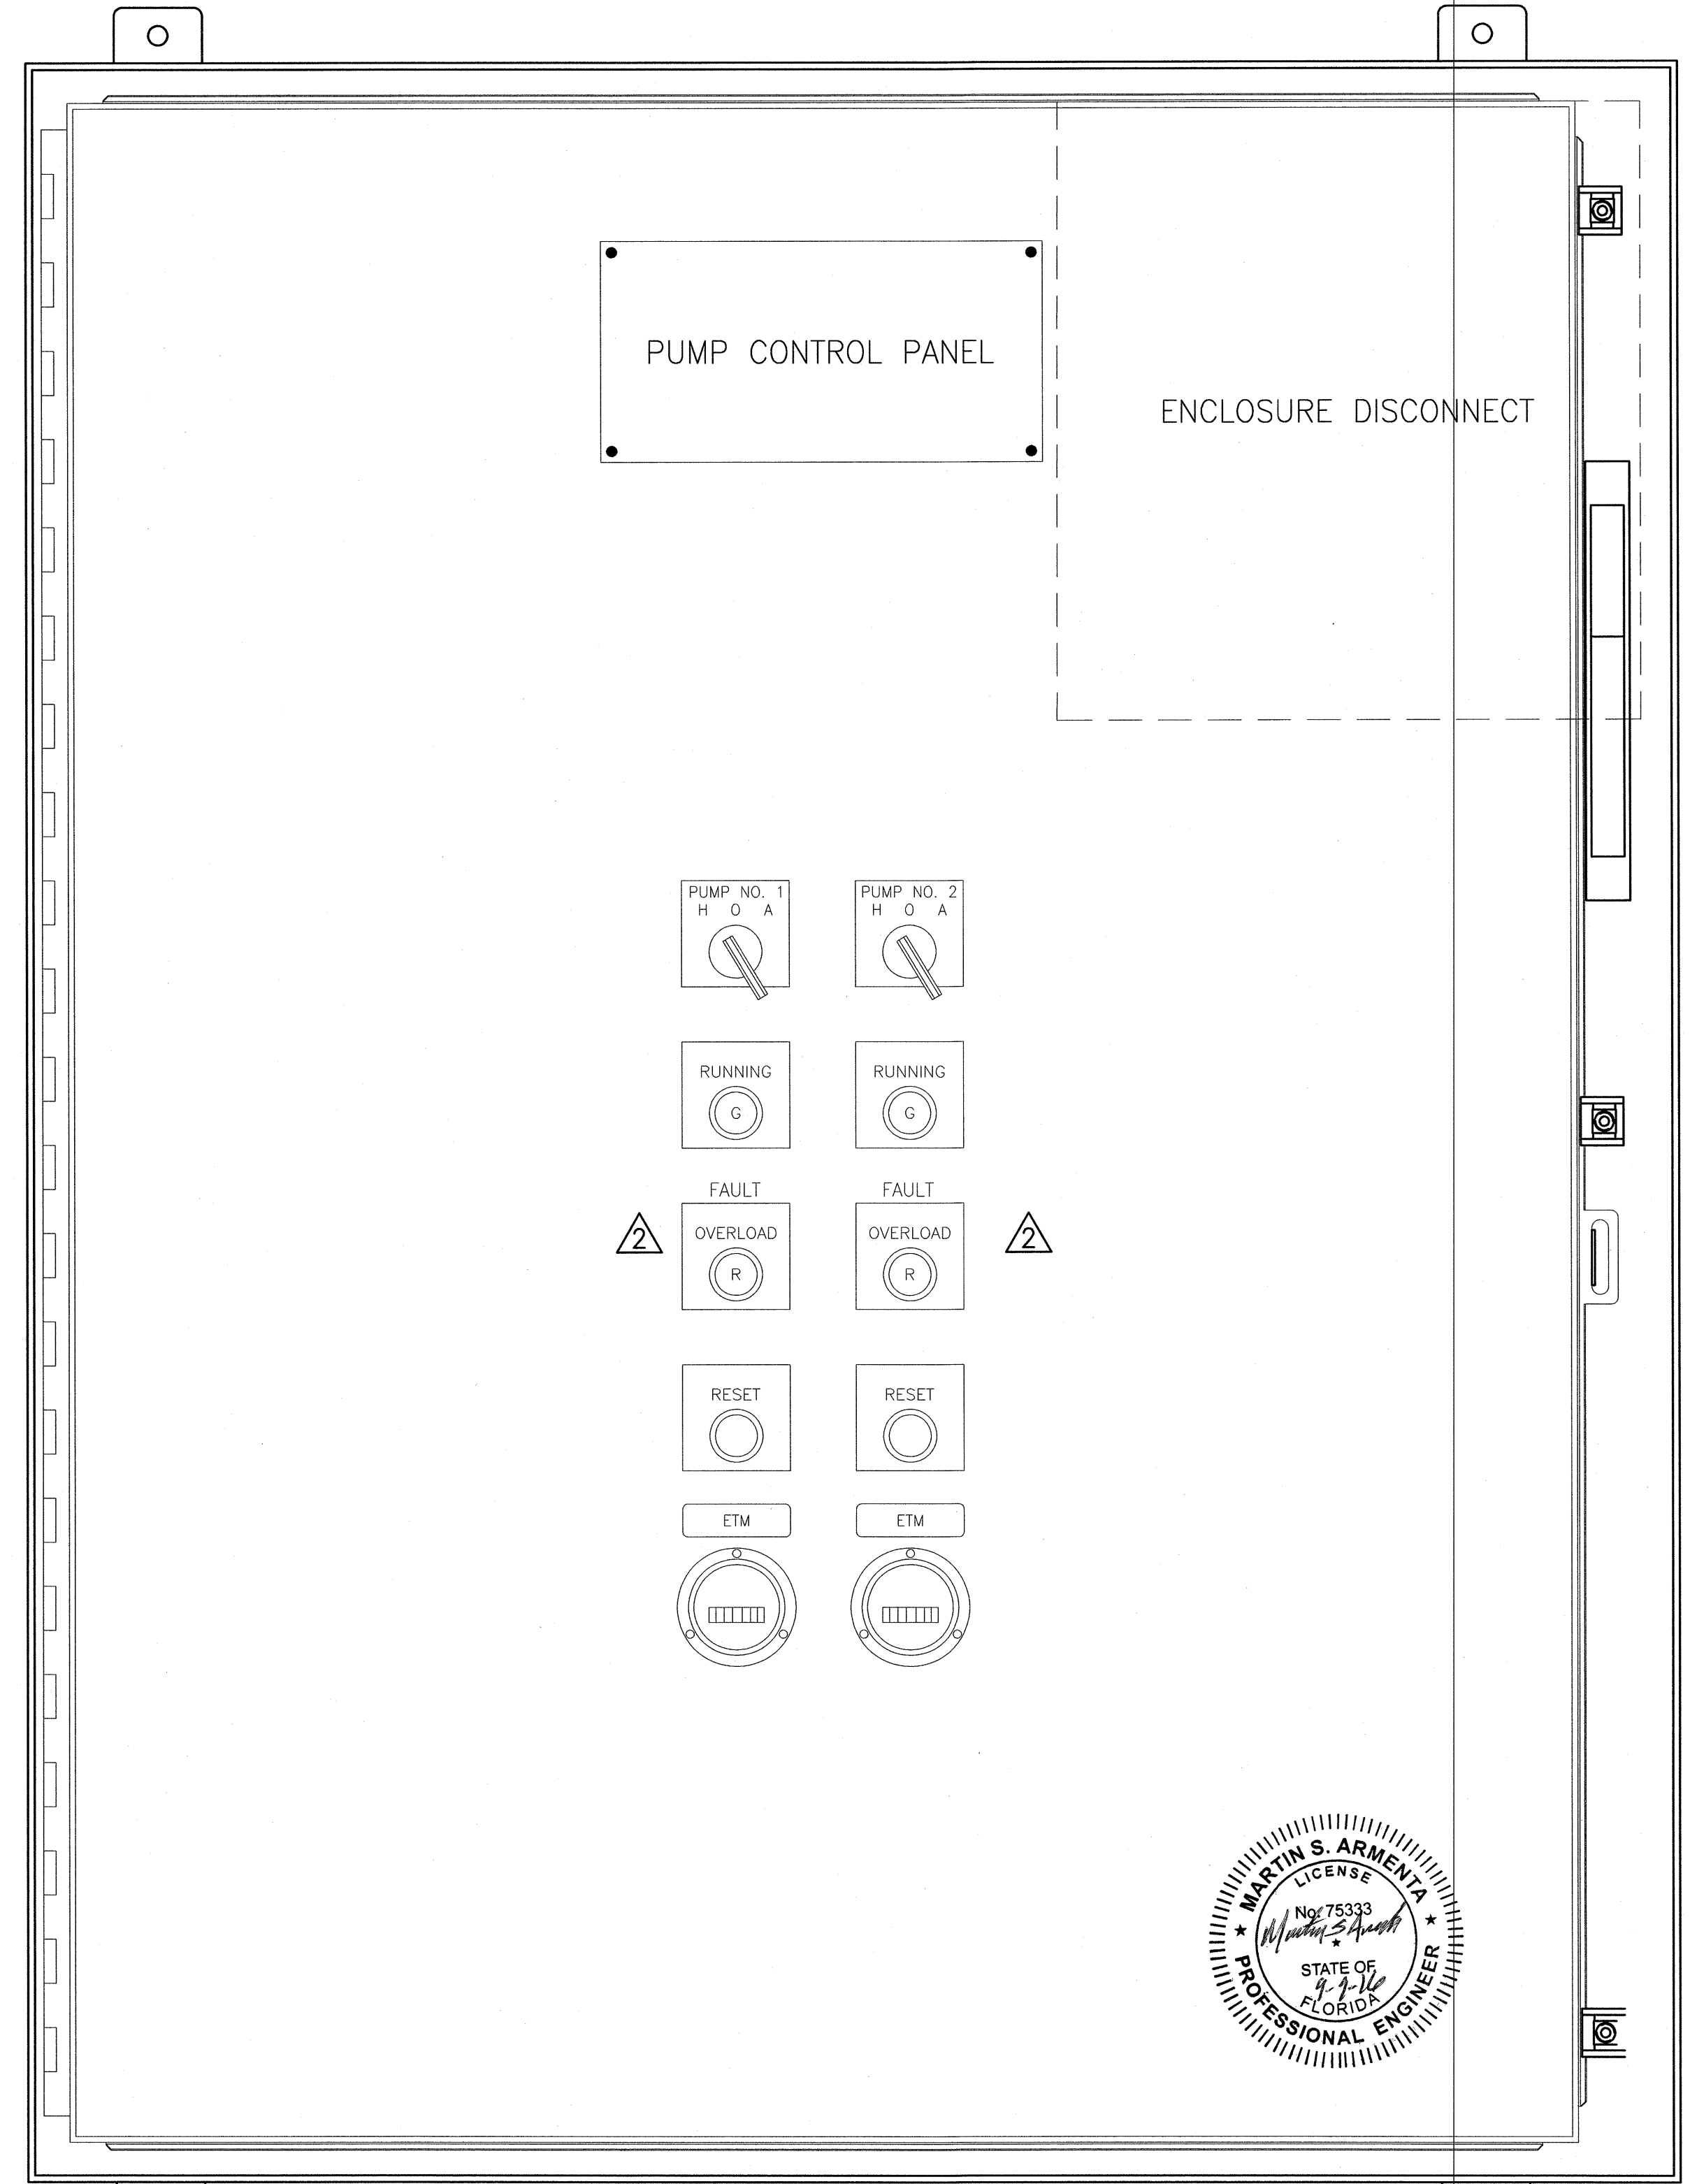 PUMP CONTROL PANEL
ENCLOSURE DISCONNECT
PUMP NO. 1
H O A
PUMP NO. 2
H O A
RUNNING
G
RUNNING
G
FAULT
FAULT
2
OVERLOAD
R
OVERLOAD
R
2
RESET
RESET
ETM
ETM
MARTIN S. ARMENTA
LICENSE
No. 75333
STATE OF
9-9-16
FLORIDA
PROFESSIONAL ENGINEER